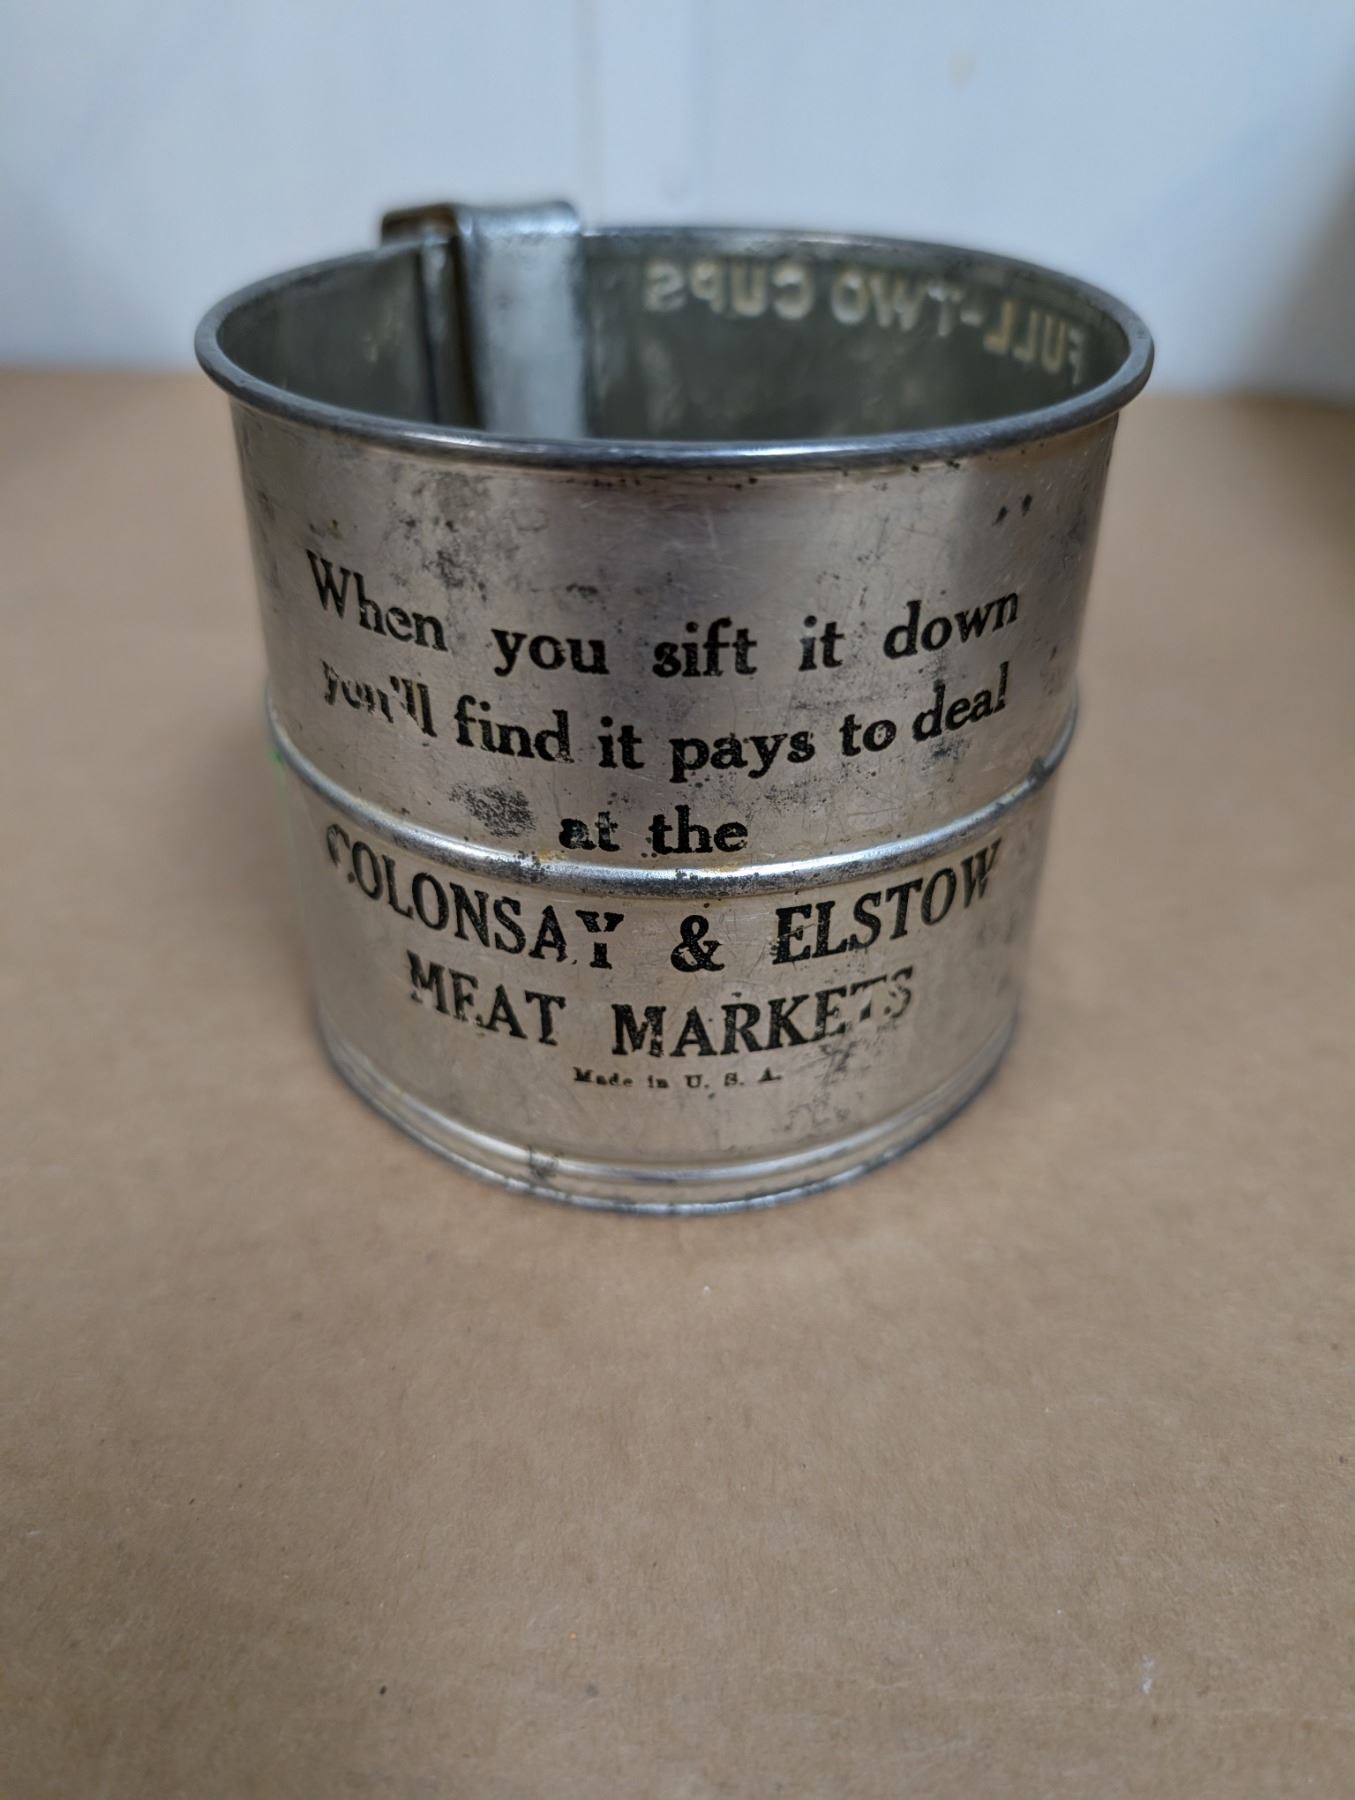 FULL-TWO CUPS
When you sift it down
you'll find it pays to deal
at the
COLONSAY & ELSTOW
MEAT MARKETS
Made in U. S. A.